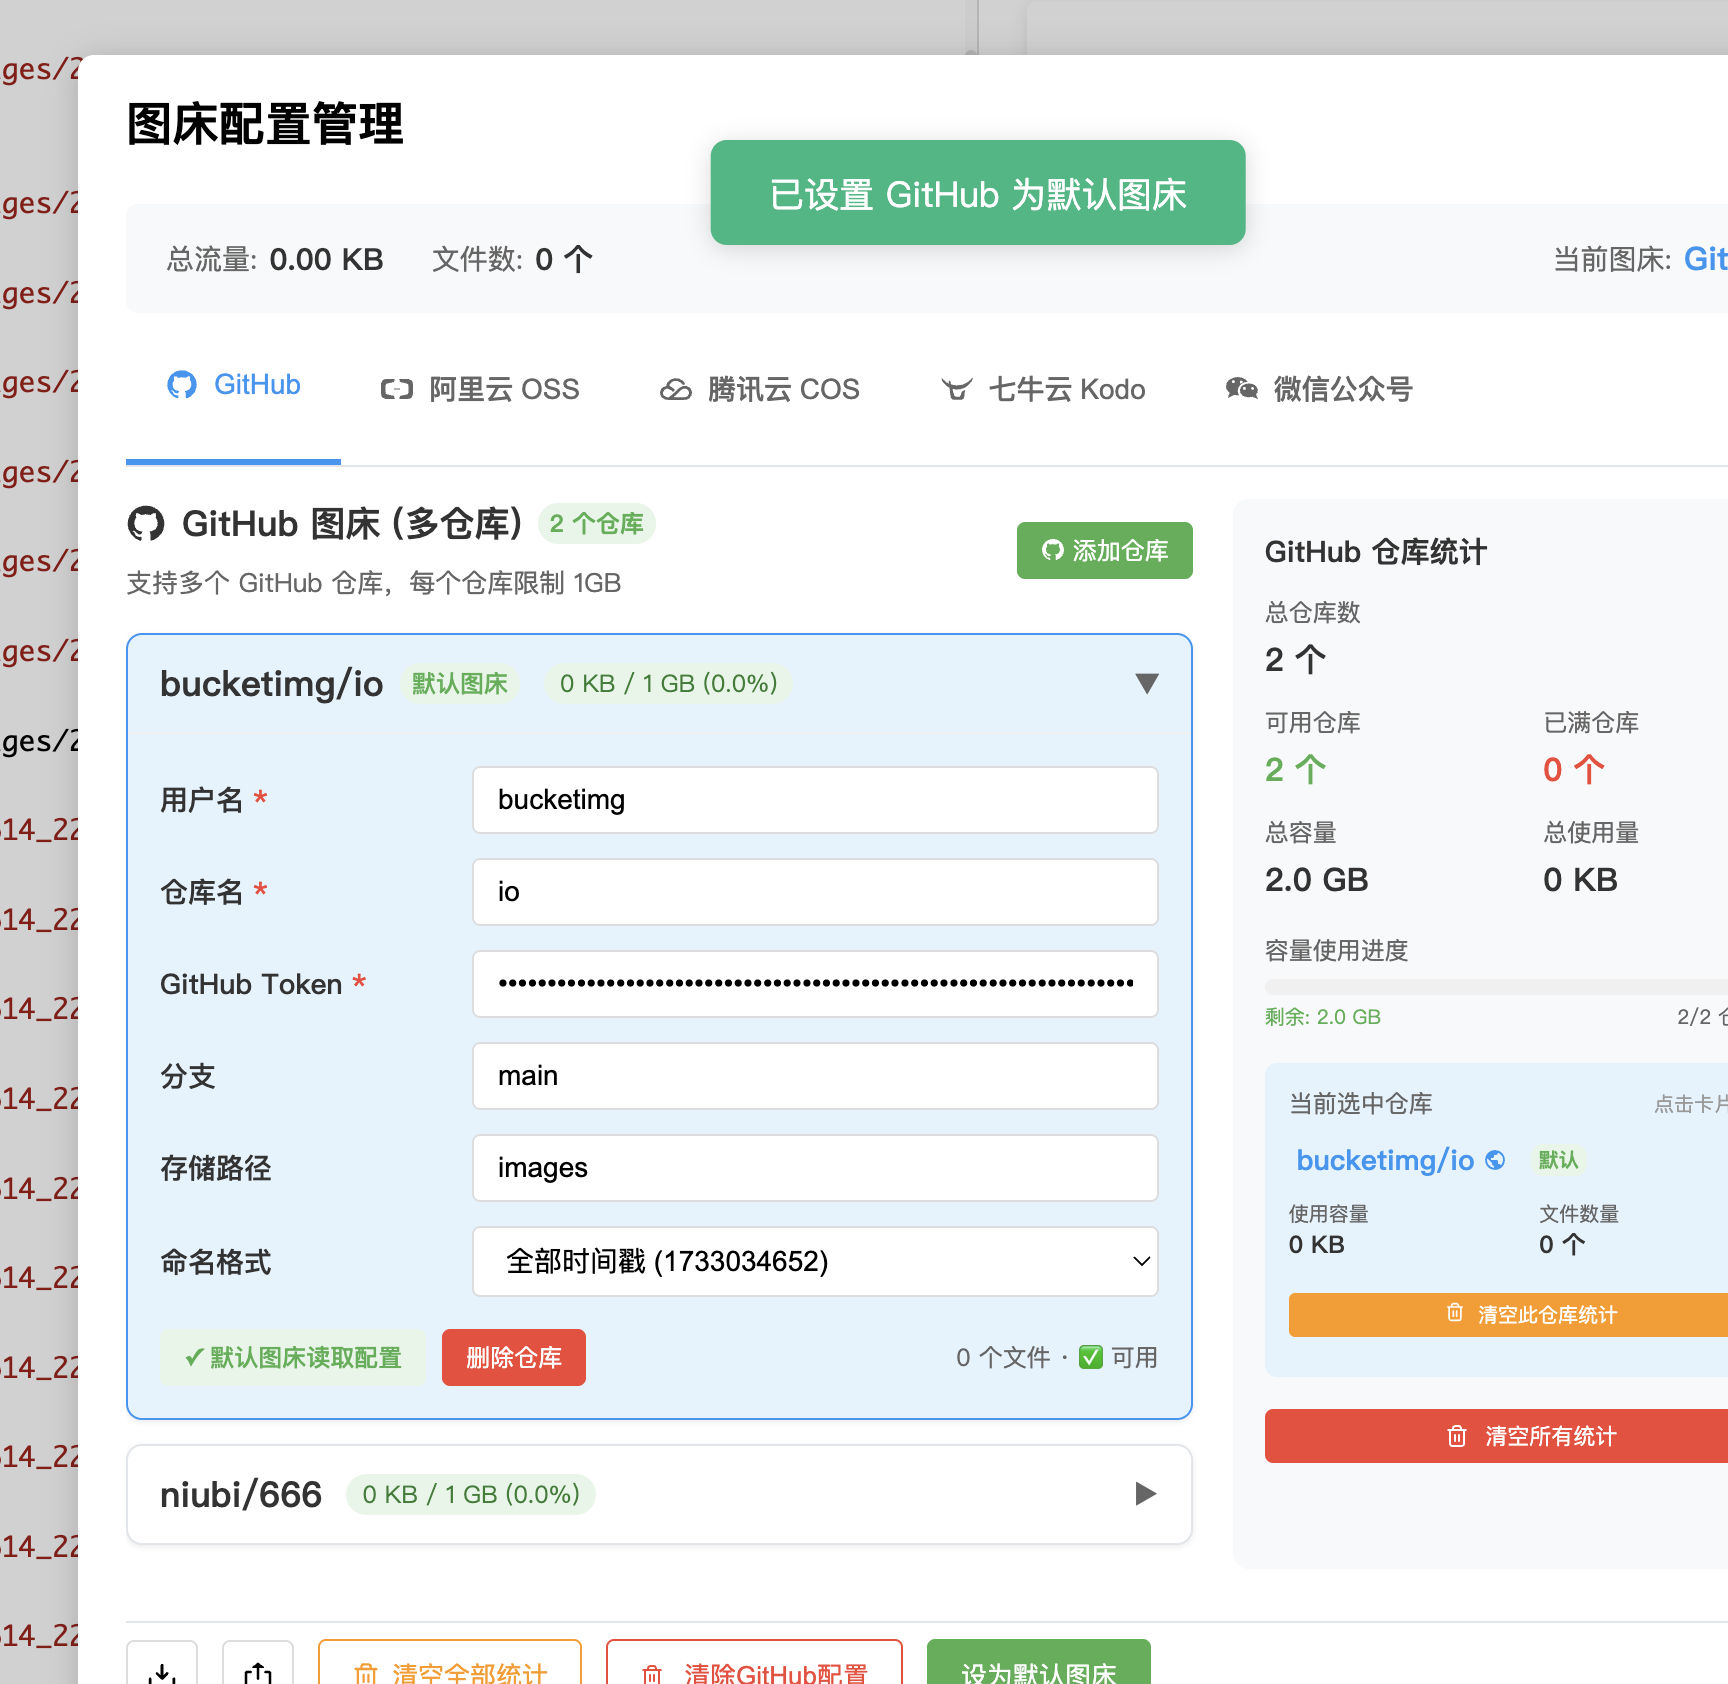 图床配置管理
已设置 GitHub 为默认图床
总流量: 0.00 KB 文件数: 0 个 当前图床: Git
GitHub 阿里云 OSS 腾讯云 COS 七牛云 Kodo 微信公众号
GitHub 图床 (多仓库) 2 个仓库
添加仓库
支持多个 GitHub 仓库，每个仓库限制 1GB
bucketimg/io 默认图床 0 KB / 1 GB (0.0%) ▼
用户名 * bucketimg
仓库名 * io
GitHub Token * ••••••••••••••••••••••••••••••••••••••••••••••••••••••••••••••••
分支 main
存储路径 images
命名格式 全部时间戳 (1733034652)
✓默认图床读取配置 删除仓库 0 个文件 · ✅ 可用
niubi/666 0 KB / 1 GB (0.0%) ▶
GitHub 仓库统计
总仓库数
2 个
可用仓库 已满仓库
2 个 0 个
总容量 总使用量
2.0 GB 0 KB
容量使用进度
剩余: 2.0 GB 2/2
当前选中仓库 点击卡片
bucketimg/io 默认
使用容量 文件数量
0 KB 0 个
清空此仓库统计
清空所有统计
清空全部统计 清除GitHub配置 设为默认图床
ges/2
ges/2
ges/2
ges/2
ges/2
ges/2
ges/2
ges/2
14_22
14_22
14_22
14_22
14_22
14_22
14_22
14_22
14_22
14_22